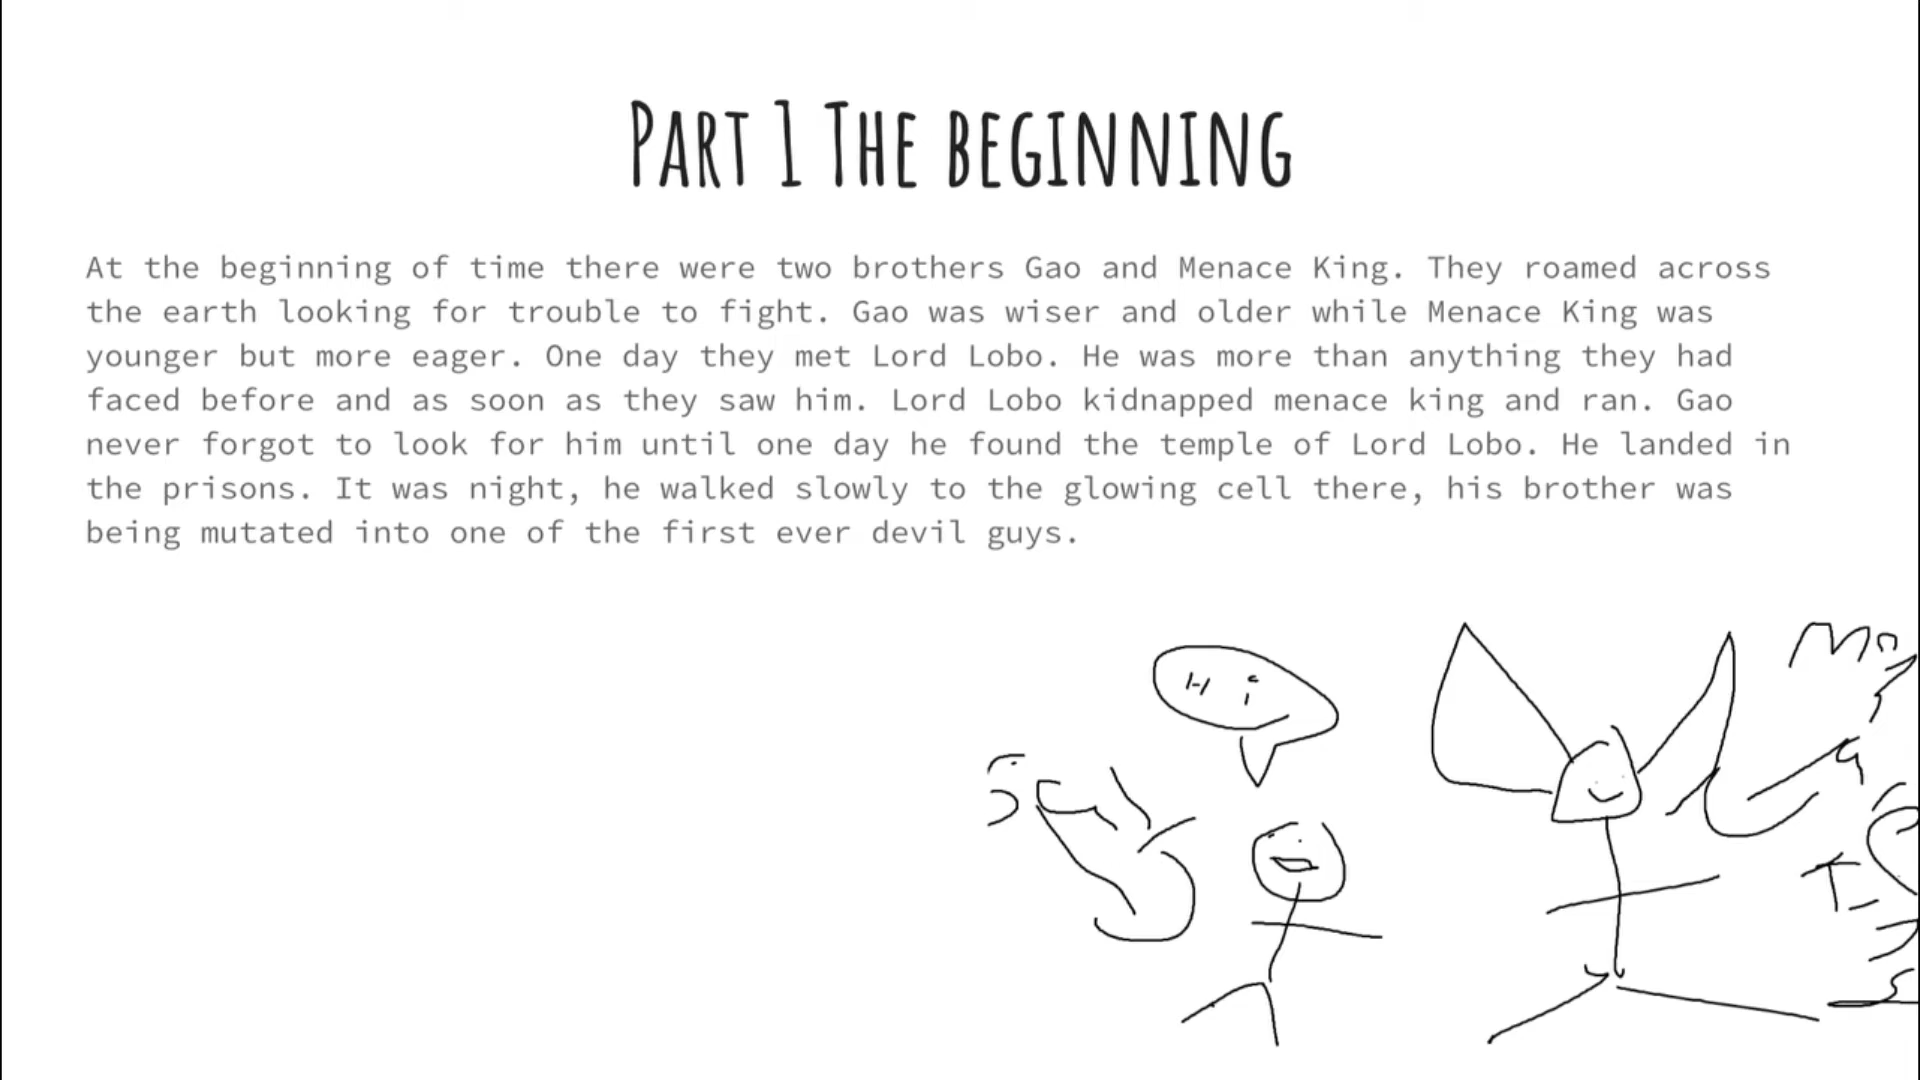 Part 1 The beginning
At the beginning of time there were two brothers Gao and Menace King. They roamed across
the earth looking for trouble to fight. Gao was wiser and older while Menace King was
younger but more eager. One day they met Lord Lobo. He was more than anything they had
faced before and as soon as they saw him. Lord Lobo kidnapped menace king and ran. Gao
never forgot to look for him until one day he found the temple of Lord Lobo. He landed in
the prisons. It was night, he walked slowly to the glowing cell there, his brother was
being mutated into one of the first ever devil guys.
Hi